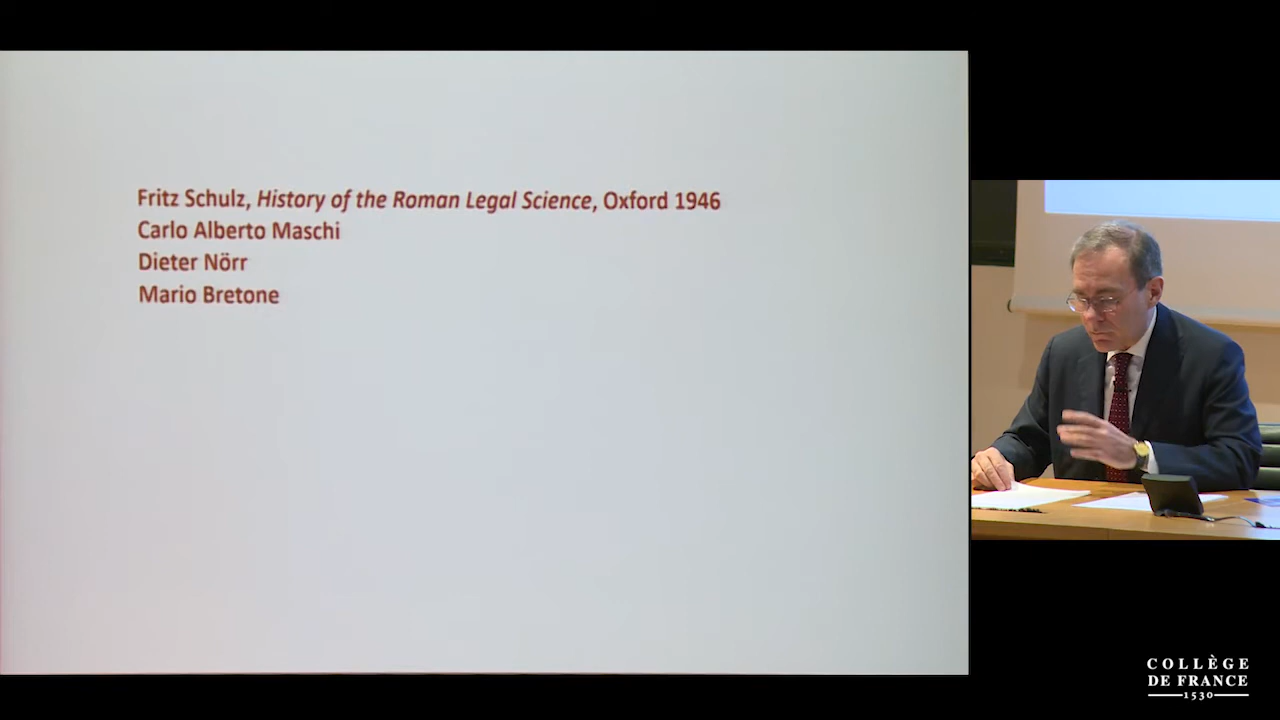 Fritz Schulz, History of the Roman Legal Science, Oxford 1946
Carlo Alberto Maschi
Dieter Nörr
Mario Bretone
COLLÈGE
DE FRANCE
1530